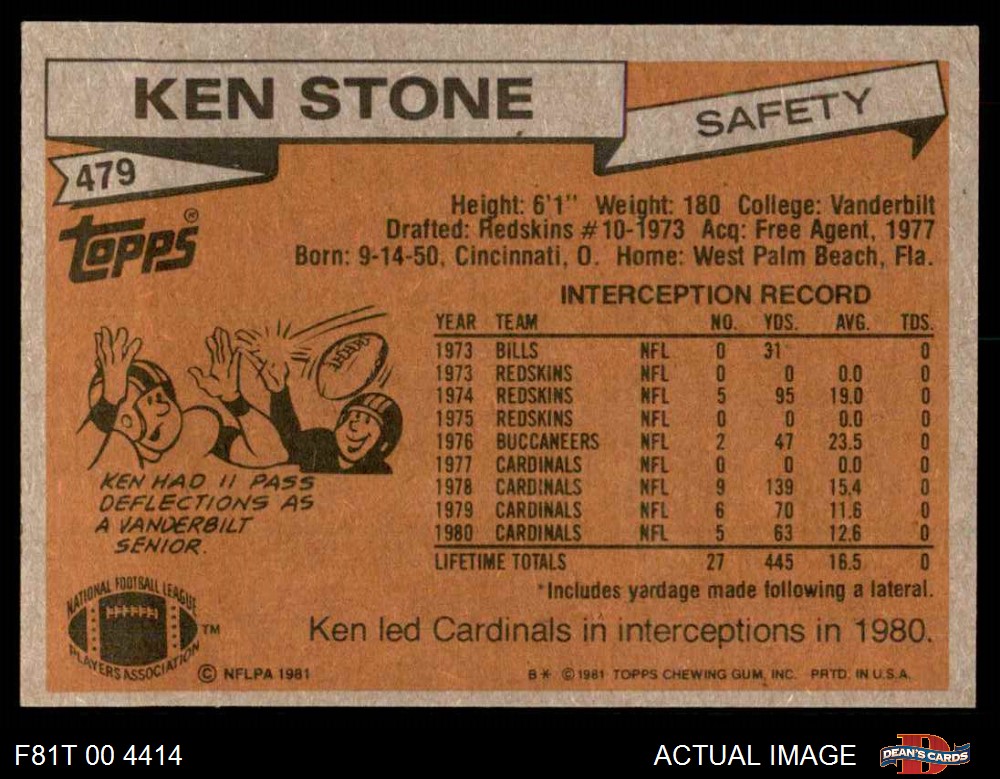 KEN STONE
SAFETY
479
TOPPS®
Height: 6'1" Weight: 180 College: Vanderbilt
Drafted: Redskins #10-1973 Acq: Free Agent, 1977
Born: 9-14-50, Cincinnati, O. Home: West Palm Beach, Fla.
INTERCEPTION RECORD
YEAR TEAM NO. YDS. AVG. TDS.
1973 BILLS NFL 0 31* 0
1973 REDSKINS NFL 0 0 0.0 0
1974 REDSKINS NFL 5 95 19.0 0
1975 REDSKINS NFL 0 0 0.0 0
1976 BUCCANEERS NFL 2 47 23.5 0
1977 CARDINALS NFL 0 0 0.0 0
1978 CARDINALS NFL 9 139 15.4 0
1979 CARDINALS NFL 6 70 11.6 0
1980 CARDINALS NFL 5 63 12.6 0
LIFETIME TOTALS 27 445 16.5 0
*Includes yardage made following a lateral.
KEN HAD 11 PASS
DEFLECTIONS AS
A VANDERBILT
SENIOR.
Ken led Cardinals in interceptions in 1980.
NATIONAL FOOTBALL LEAGUE
PLAYERS ASSOCIATION
TM
© NFLPA 1981
B* ©1981 TOPPS CHEWING GUM, INC. PRTD. IN U.S.A.
F81T 00 4414
ACTUAL IMAGE
D
DEAN'S CARDS